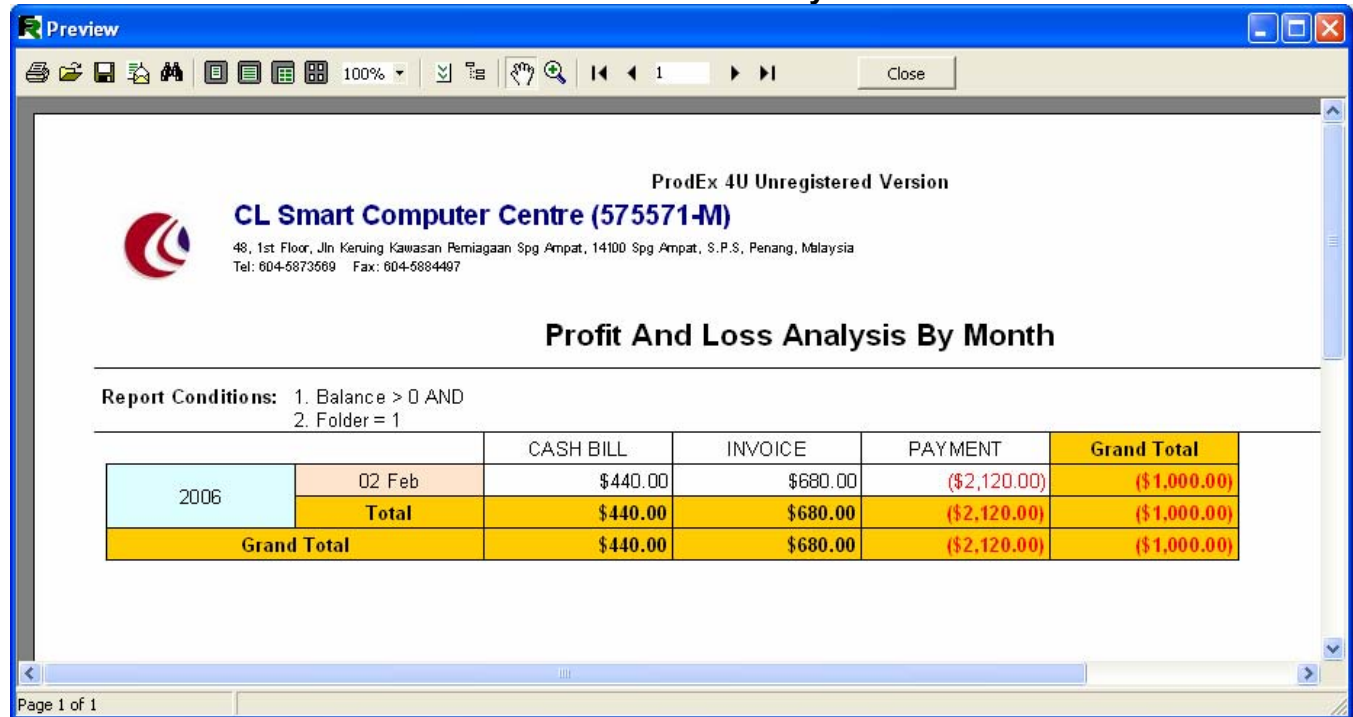 Preview
100%
1
Close
ProdEx 4U Unregistered Version
CL Smart Computer Centre (575571-M)
48, 1st Floor, Jln Keruing Kawasan Perniagaan Spg Ampat, 14100 Spg Ampat, S.P.S, Penang, Malaysia
Tel: 604-5873569 Fax: 604-5884497
Profit And Loss Analysis By Month
Report Conditions: 1. Balance > 0 AND
2. Folder = 1
CASH BILL INVOICE PAYMENT Grand Total
2006 02 Feb $440.00 $680.00 ($2,120.00) ($1,000.00)
Total $440.00 $680.00 ($2,120.00) ($1,000.00)
Grand Total $440.00 $680.00 ($2,120.00) ($1,000.00)
Page 1 of 1